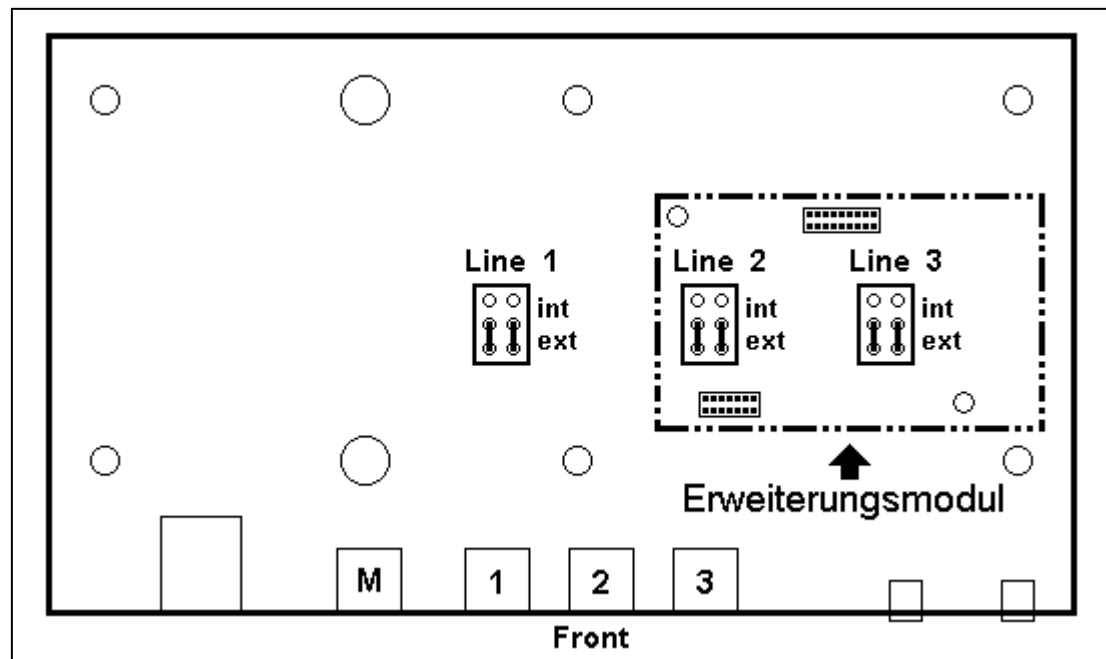 Line 1
Line 2
Line 3
int
ext
int
ext
int
ext
Erweiterungsmodul
M
1
2
3
Front